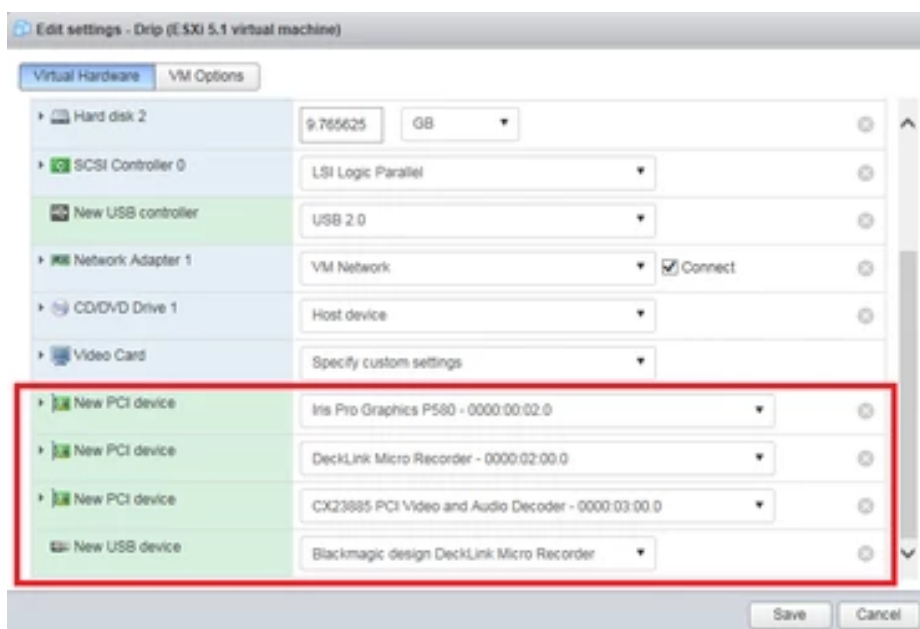 Edit settings - Drip (ESXi 5.1 virtual machine)
Virtual Hardware VM Options
Hard disk 2 9.765625 GB
SCSI Controller 0 LSI Logic Parallel
New USB controller USB 2.0
Network Adapter 1 VM Network Connect
CD/DVD Drive 1 Host device
Video Card Specify custom settings
New PCI device Iris Pro Graphics P580 - 0000:00:02.0
New PCI device DeckLink Micro Recorder - 0000:02:00.0
New PCI device CX23885 PCI Video and Audio Decoder - 0000:03:00.0
New USB device Blackmagic design DeckLink Micro Recorder
Save Cancel